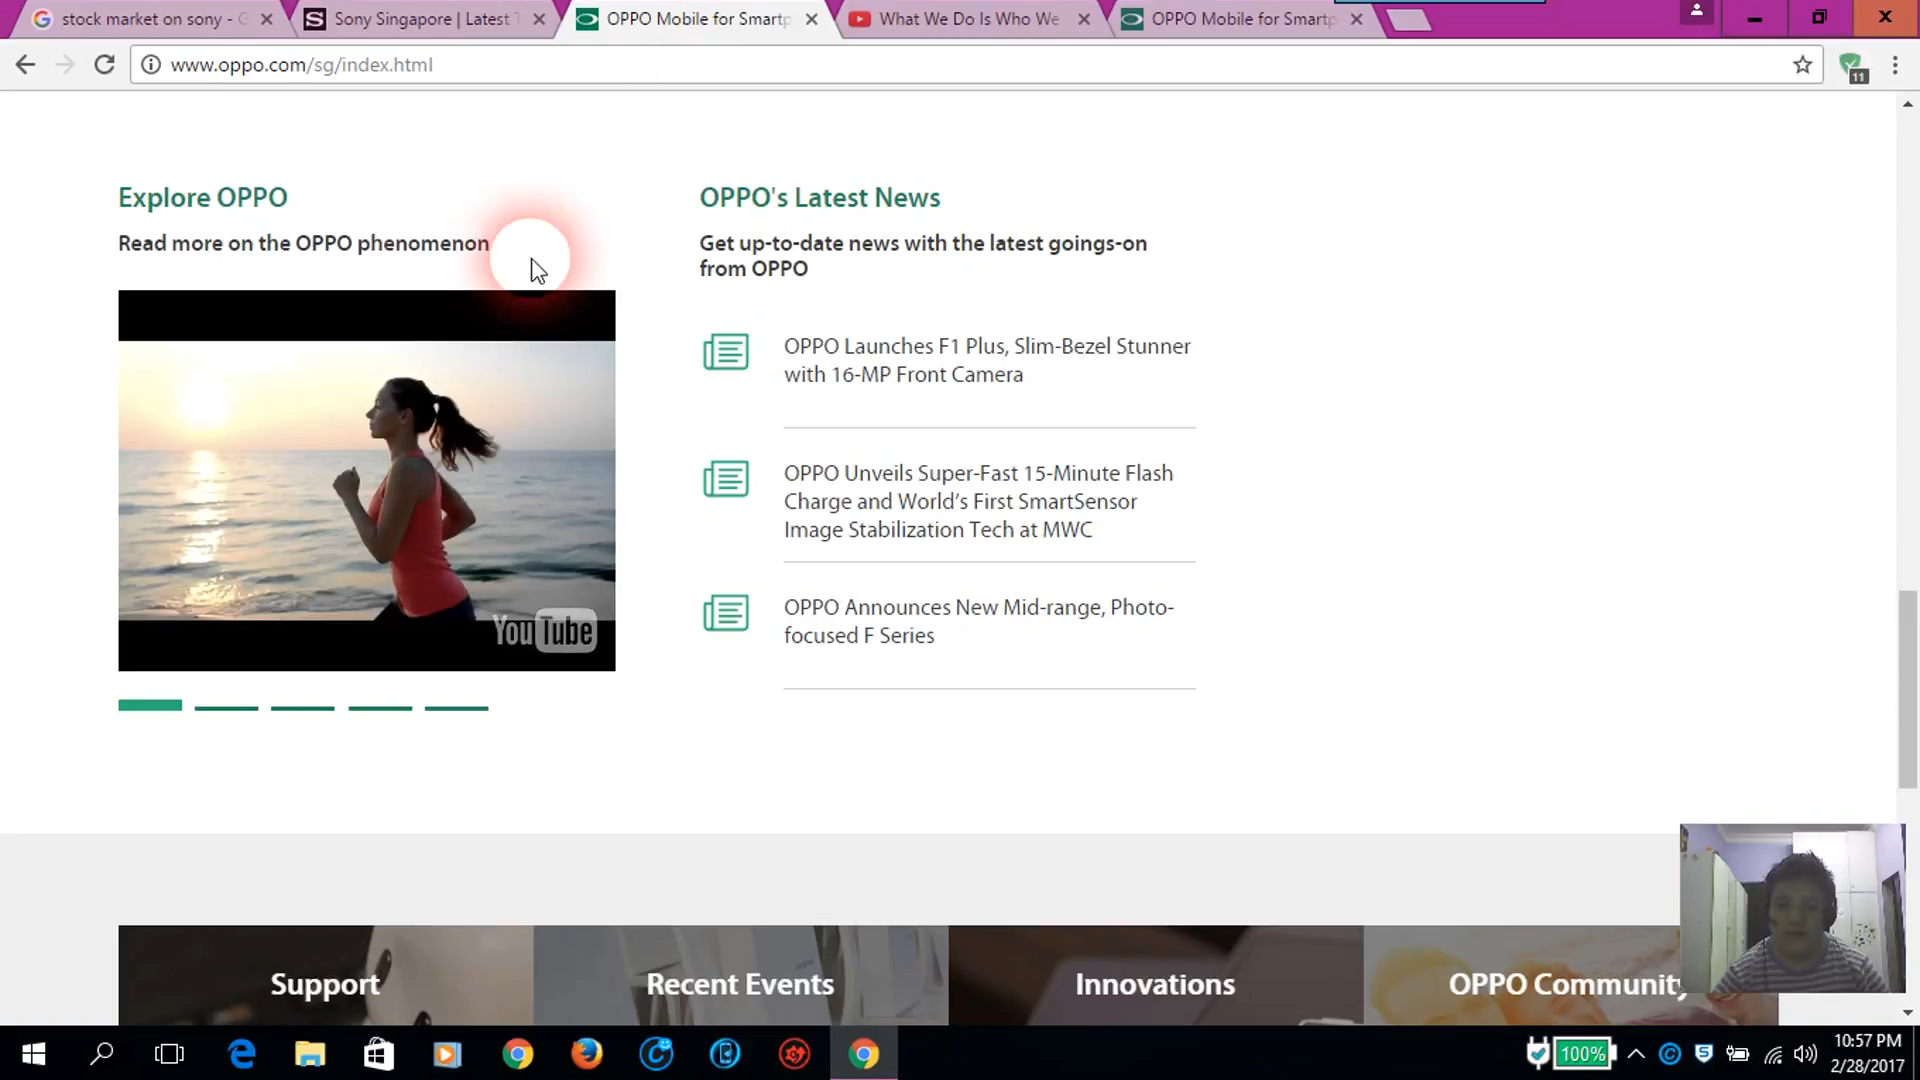 stock market on sony - G
Sony Singapore | Latest T
OPPO Mobile for Smartp
What We Do Is Who We
OPPO Mobile for Smartp
www.oppo.com/sg/index.html
11
Explore OPPO
Read more on the OPPO phenomenon
YouTube
OPPO's Latest News
Get up-to-date news with the latest goings-on
from OPPO
OPPO Launches F1 Plus, Slim-Bezel Stunner
with 16-MP Front Camera
OPPO Unveils Super-Fast 15-Minute Flash
Charge and World’s First SmartSensor
Image Stabilization Tech at MWC
OPPO Announces New Mid-range, Photo-
focused F Series
Support
Recent Events
Innovations
OPPO Community
100%
10:57 PM
2/28/2017